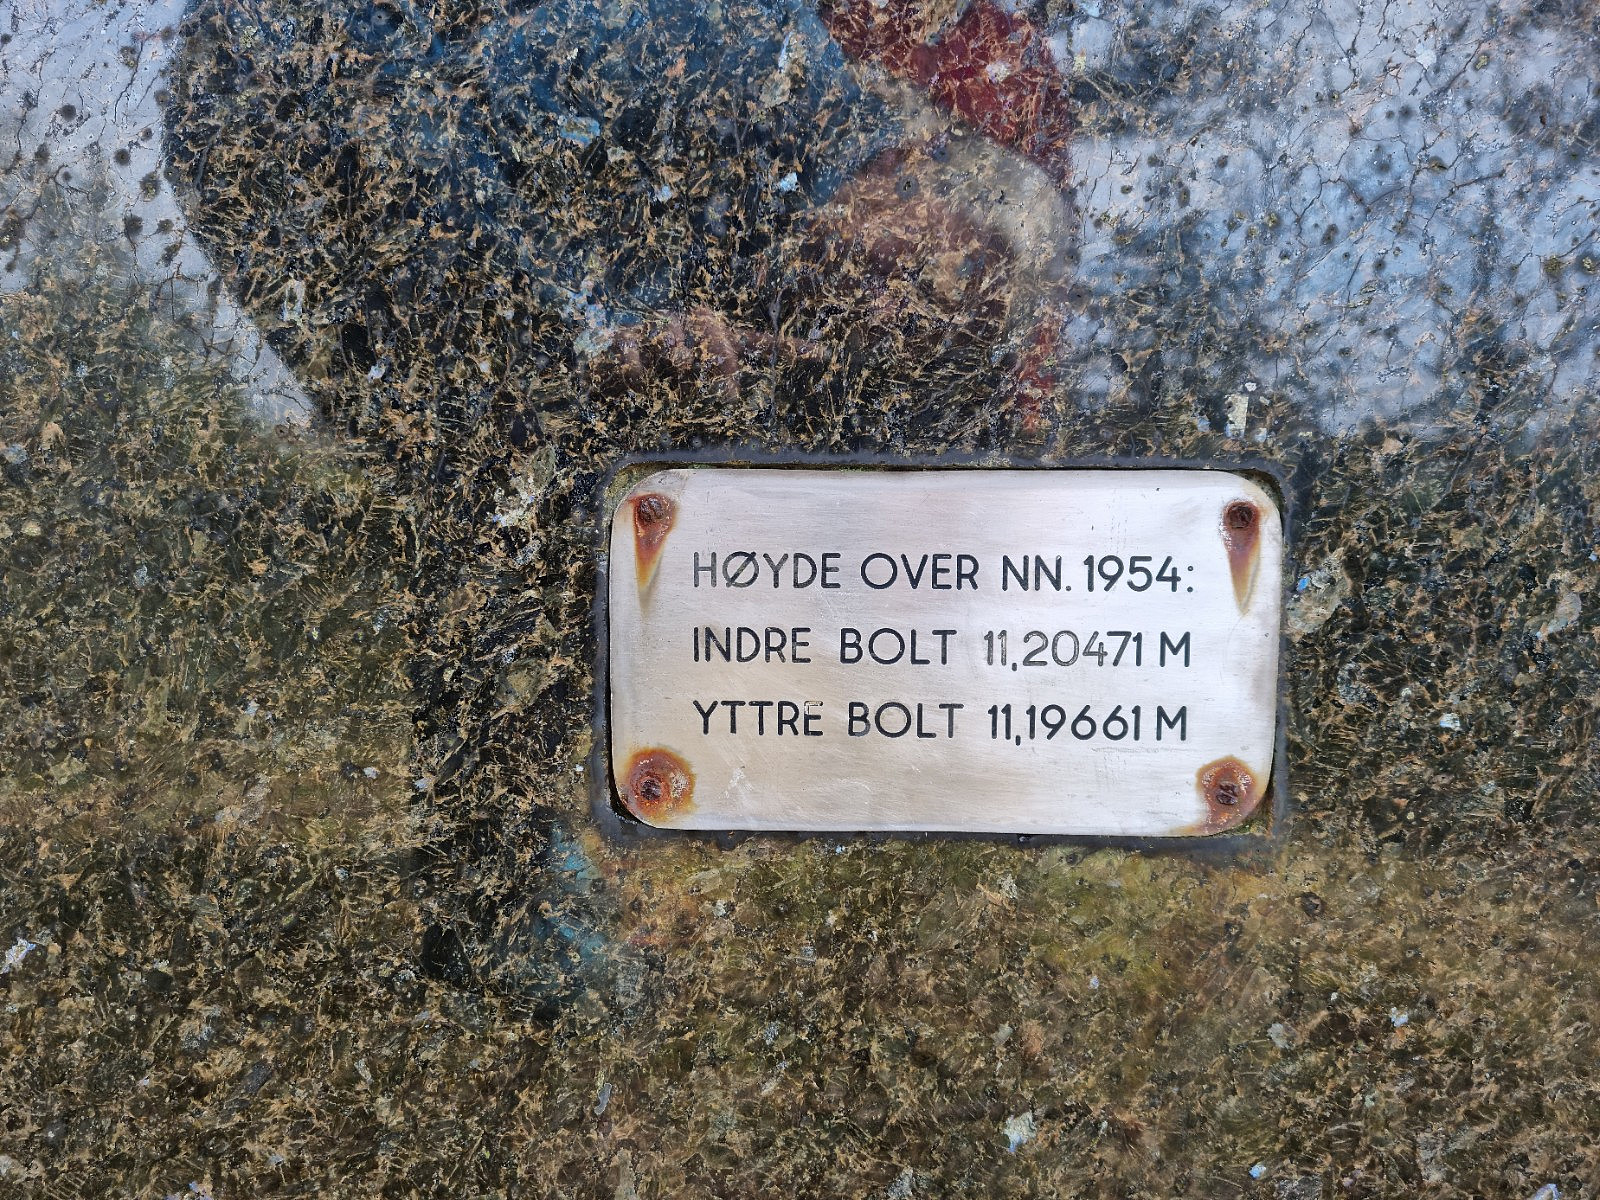 HØYDE OVER NN. 1954:
INDRE BOLT 11,20471 M
YTTRE BOLT 11,19661 M